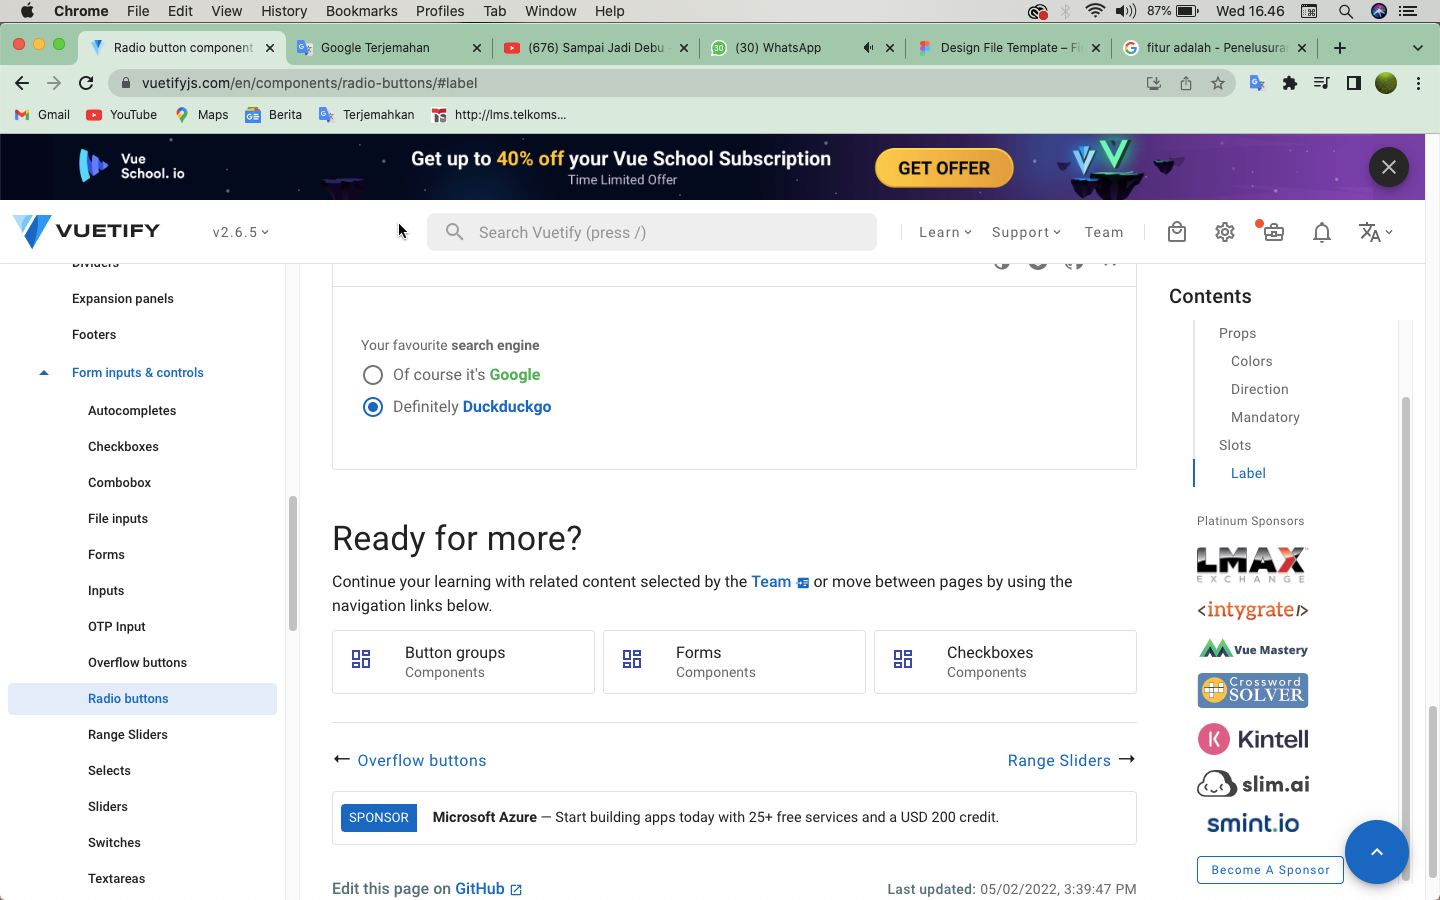 Chrome File Edit View History Bookmarks Profiles Tab Window Help 87% Wed 16.46
Radio button component Google Terjemahan (676) Sampai Jadi Debu - (30) WhatsApp Design File Template – Fi fitur adalah - Penelusura
vuetifyjs.com/en/components/radio-buttons/#label
Gmail YouTube Maps Berita Terjemahkan http://lms.telkoms...
Vue
School. io
Get up to 40% off your Vue School Subscription
Time Limited Offer
GET OFFER
VUETIFY v2.6.5 Search Vuetify (press /) Learn Support Team
Dividers
Expansion panels
Footers
Form inputs & controls
Autocompletes
Checkboxes
Combobox
File inputs
Forms
Inputs
OTP Input
Overflow buttons
Radio buttons
Range Sliders
Selects
Sliders
Switches
Textareas
Your favourite search engine
Of course it's Google
Definitely Duckduckgo
Ready for more?
Continue your learning with related content selected by the Team or move between pages by using the
navigation links below.
Button groups
Components
Forms
Components
Checkboxes
Components
Overflow buttons
Range Sliders
SPONSOR Microsoft Azure — Start building apps today with 25+ free services and a USD 200 credit.
Edit this page on GitHub
Last updated: 05/02/2022, 3:39:47 PM
Contents
Props
Colors
Direction
Mandatory
Slots
Label
Platinum Sponsors
LMAX
EXCHANGE
<intygrate/>
Vue Mastery
Crossword
SOLVER
Kintell
slim.ai
smint.io
Become A Sponsor